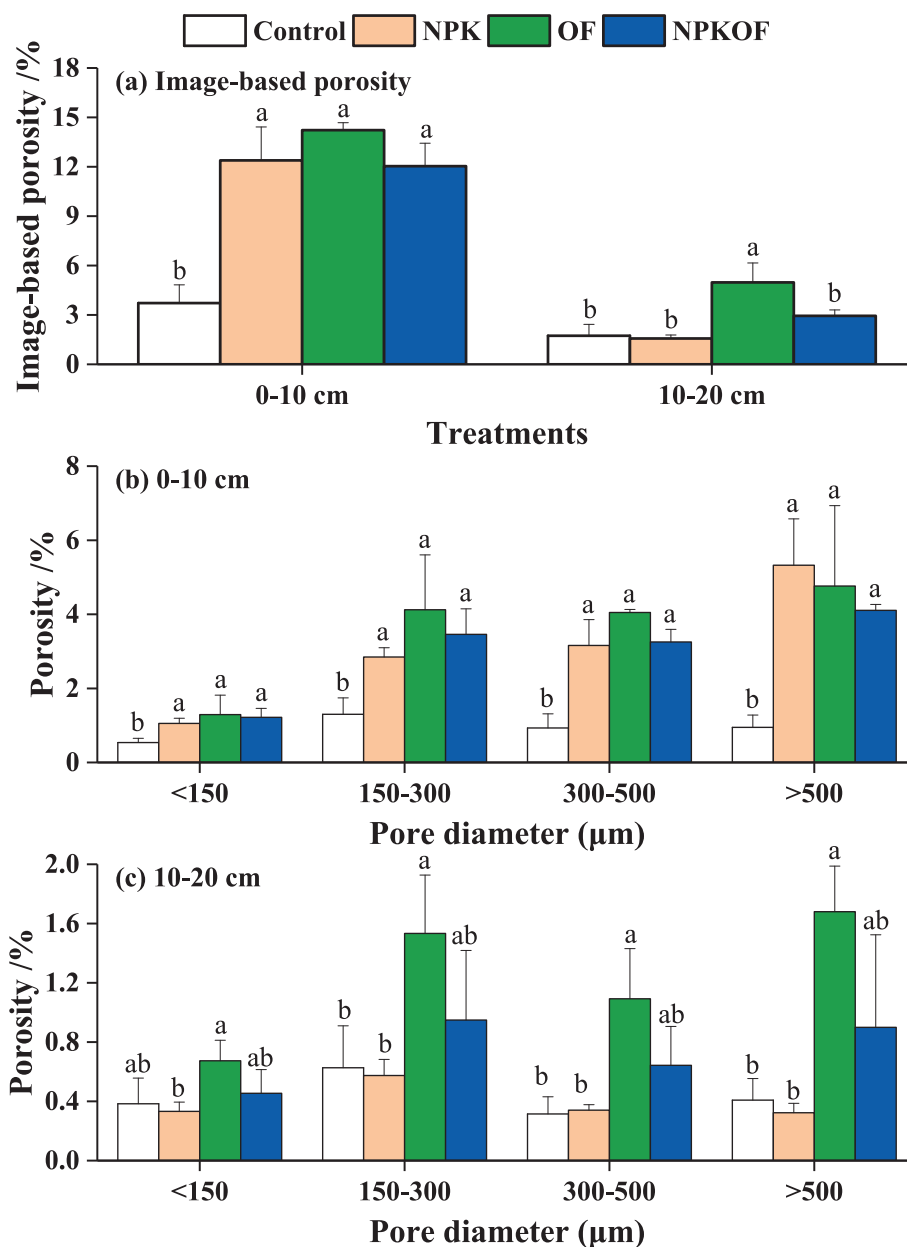 Control NPK OF NPKOF
(a) Image-based porosity
Image-based porosity /%
18
15
12
9
6
3
0
b a a a b b a b
0-10 cm 10-20 cm
Treatments
(b) 0-10 cm
Porosity /%
8
6
4
2
0
b a a a b a a a b a a a b a a a
<150 150-300 300-500 >500
Pore diameter (μm)
(c) 10-20 cm
Porosity /%
2.0
1.6
1.2
0.8
0.4
0.0
ab b a ab b b a ab b b a ab b b a ab
<150 150-300 300-500 >500
Pore diameter (μm)